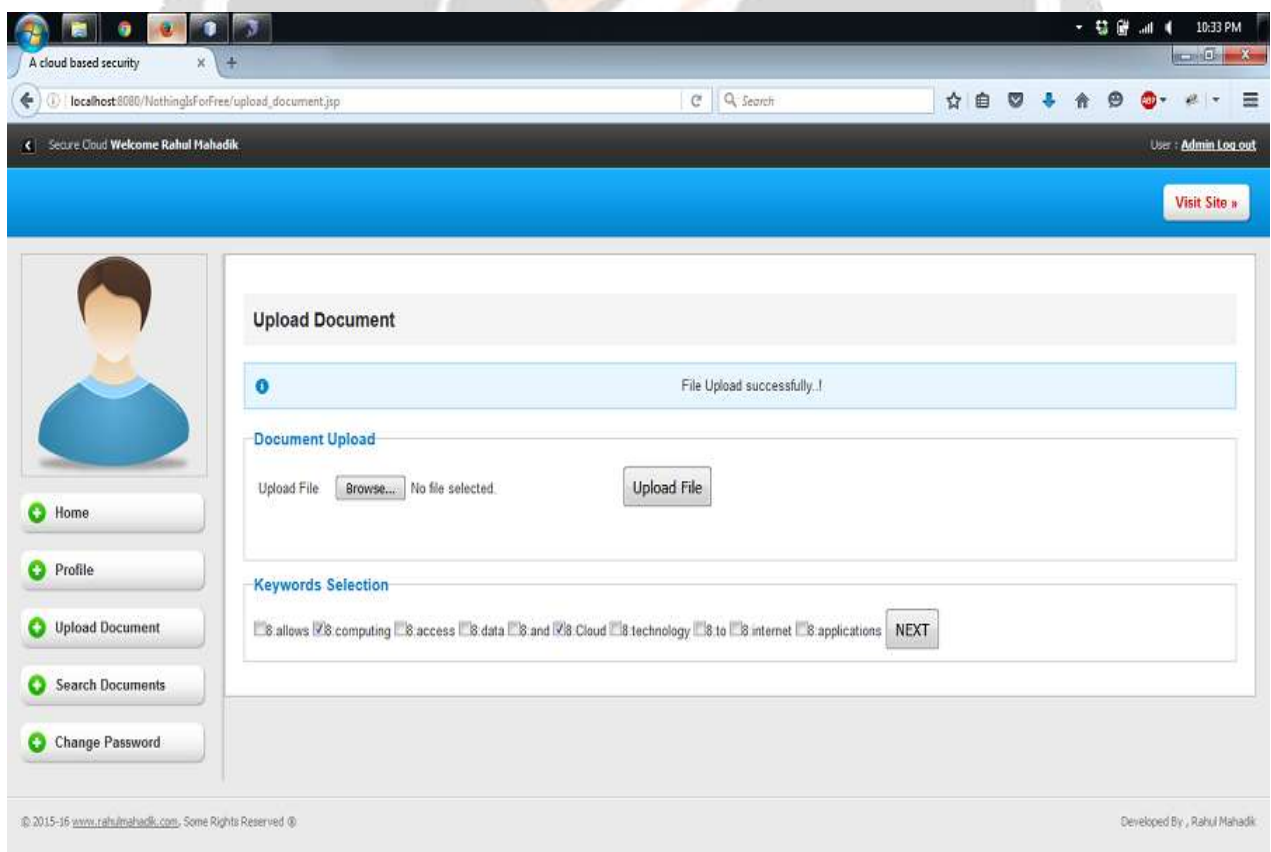 10:33 PM
A cloud based security
localhost:8080/NothingIsForFree/upload_document.jsp
Search
ABP
Secure Cloud Welcome Rahul Mahadik
User : Admin Log out
Visit Site »
Upload Document
File Upload successfully..!
Document Upload
Upload File Browse... No file selected. Upload File
Keywords Selection
8:allows 8:computing 8:access 8:data 8:and 8:Cloud 8:technology 8:to 8:internet 8:applications NEXT
Home
Profile
Upload Document
Search Documents
Change Password
© 2015-16 www.rahulmahadik.com, Some Rights Reserved ®
Developed By , Rahul Mahadik